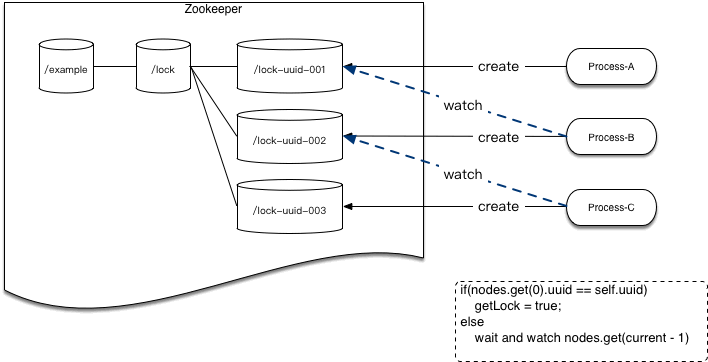 Zookeeper
/example
/lock
/lock-uuid-001
create
Process-A
watch
/lock-uuid-002
create
Process-B
watch
/lock-uuid-003
create
Process-C
if(nodes.get(0).uuid == self.uuid)
getLock = true;
else
wait and watch nodes.get(current - 1)